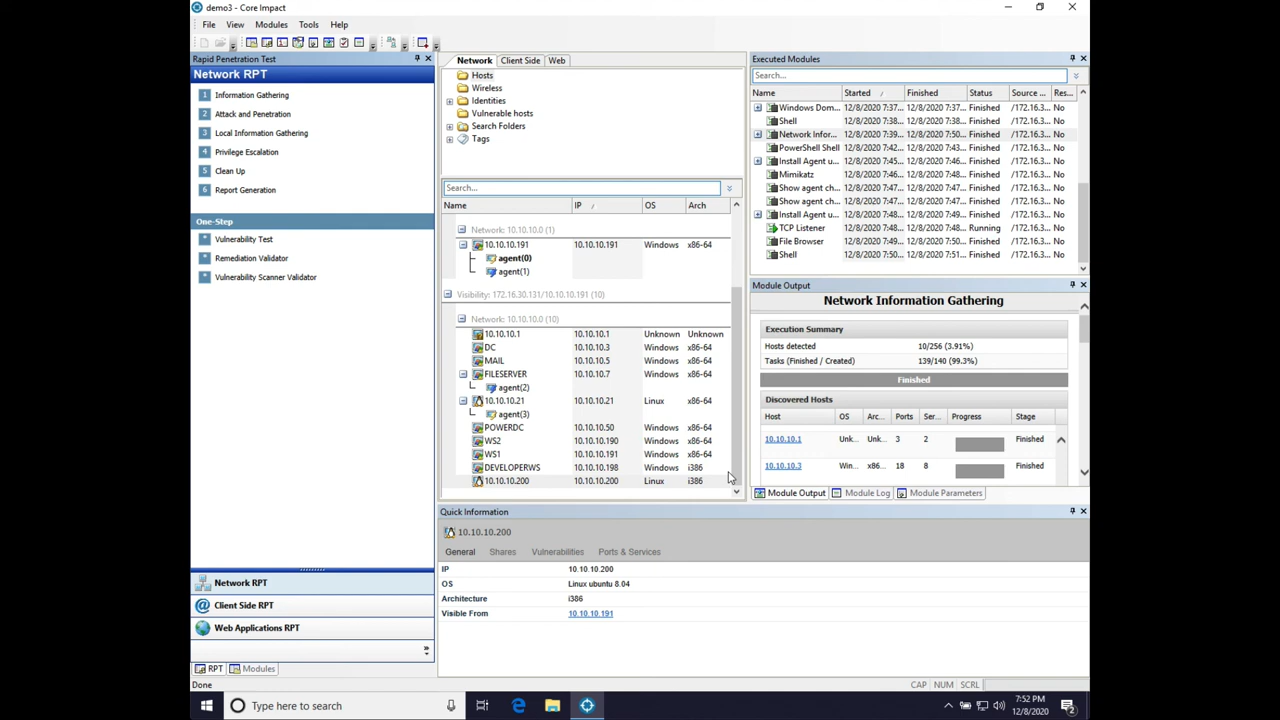 demo3 - Core Impact
File View Modules Tools Help
Rapid Penetration Test
Network RPT
1 Information Gathering
2 Attack and Penetration
3 Local Information Gathering
4 Privilege Escalation
5 Clean Up
6 Report Generation
One-Step
* Vulnerability Test
* Remediation Validator
* Vulnerability Scanner Validator
Network RPT
Client Side RPT
Web Applications RPT
RPT Modules
Done
Network Client Side Web
Hosts
Wireless
Identities
Vulnerable hosts
Search Folders
Tags
Search...
Name IP OS Arch
Network: 10.10.10.0 (1)
10.10.10.191 10.10.10.191 Windows x86-64
agent(0)
agent(1)
Visibility: 172.16.30.131/10.10.10.191 (10)
Network: 10.10.10.0 (10)
10.10.10.1 10.10.10.1 Unknown Unknown
DC 10.10.10.3 Windows x86-64
MAIL 10.10.10.5 Windows x86-64
FILESERVER 10.10.10.7 Windows x86-64
agent(2)
10.10.10.21 10.10.10.21 Linux x86-64
agent(3)
POWERDC 10.10.10.50 Windows x86-64
WS2 10.10.10.190 Windows x86-64
WS1 10.10.10.191 Windows x86-64
DEVELOPERWS 10.10.10.198 Windows i386
10.10.10.200 10.10.10.200 Linux i386
Executed Modules
Search...
Name Started Finished Status Source ... Res...
Windows Dom... 12/8/2020 7:37... 12/8/2020 7:37... Finished /172.16.3... No
Shell 12/8/2020 7:38... 12/8/2020 7:38... Finished /172.16.3... No
Network Infor... 12/8/2020 7:39... 12/8/2020 7:50... Finished /172.16.3... No
PowerShell Shell 12/8/2020 7:42... 12/8/2020 7:45... Finished /172.16.3... No
Install Agent u... 12/8/2020 7:46... 12/8/2020 7:46... Finished /172.16.3... No
Mimikatz 12/8/2020 7:46... 12/8/2020 7:46... Finished /172.16.3... No
Show agent ch... 12/8/2020 7:47... 12/8/2020 7:47... Finished /172.16.3... No
Show agent ch... 12/8/2020 7:47... 12/8/2020 7:47... Finished /172.16.3... No
Install Agent u... 12/8/2020 7:48... 12/8/2020 7:48... Finished /172.16.3... No
TCP Listener 12/8/2020 7:48... Running /172.16.3... No
File Browser 12/8/2020 7:49... 12/8/2020 7:50... Finished /172.16.3... No
Shell 12/8/2020 7:50... 12/8/2020 7:50... Finished /172.16.3... No
Module Output
Network Information Gathering
Execution Summary
Hosts detected 10/256 (3.91%)
Tasks (Finished / Created) 139/140 (99.3%)
Finished
Discovered Hosts
Host OS Arc... Ports Ser... Progress Stage
10.10.10.1 Unk... Unk... 3 2 Finished
10.10.10.3 Win... x86... 18 8 Finished
Module Output Module Log Module Parameters
Quick Information
10.10.10.200
General Shares Vulnerabilities Ports & Services
IP 10.10.10.200
OS Linux ubuntu 8.04
Architecture i386
Visible From 10.10.10.191
CAP NUM SCRL
Type here to search
7:52 PM
12/8/2020
2